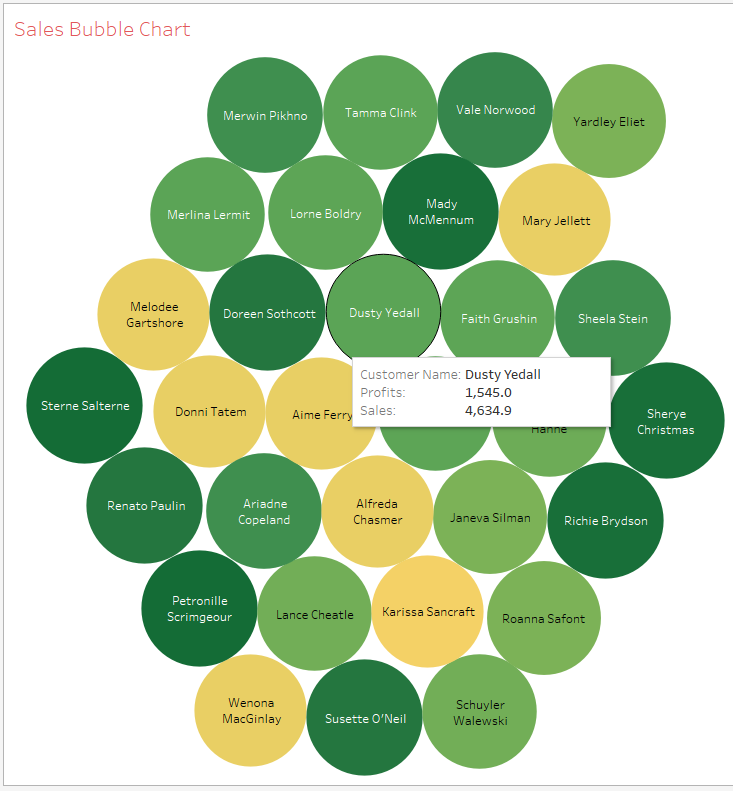 Sales Bubble Chart
Merwin Pikhno
Tamma Clink
Vale Norwood
Yardley Eliet
Merlina Lermit
Lorne Boldry
Mady
McMennum
Mary Jellett
Melodee
Gartshore
Doreen Sothcott
Dusty Yedall
Faith Grushin
Sheela Stein
Customer Name: Dusty Yedall
Profits: 1,545.0
Sales: 4,634.9
Sterne Salterne
Donni Tatem
Aime Ferry
Hanne
Sherye
Christmas
Renato Paulin
Ariadne
Copeland
Alfreda
Chasmer
Janeva Silman
Richie Brydson
Petronille
Scrimgeour
Lance Cheatle
Karissa Sancraft
Roanna Safont
Wenona
MacGinlay
Susette O'Neil
Schuyler
Walewski